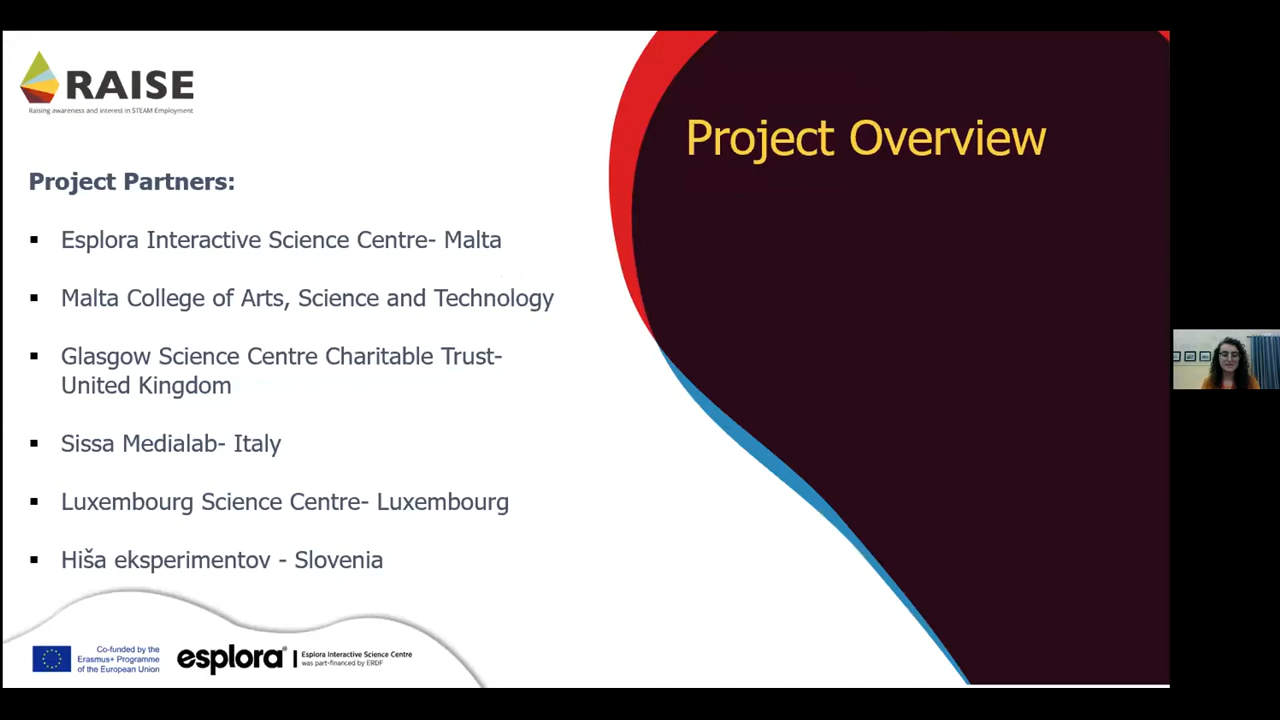 RAISE
Raising awareness and interest in STEAM Employment
Project Overview
Project Partners:
Esplora Interactive Science Centre- Malta
Malta College of Arts, Science and Technology
Glasgow Science Centre Charitable Trust-
United Kingdom
Sissa Medialab- Italy
Luxembourg Science Centre- Luxembourg
Hiša eksperimentov - Slovenia
Co-funded by the
Erasmus+ Programme
of the European Union
esplora
Esplora Interactive Science Centre
was part-financed by ERDF